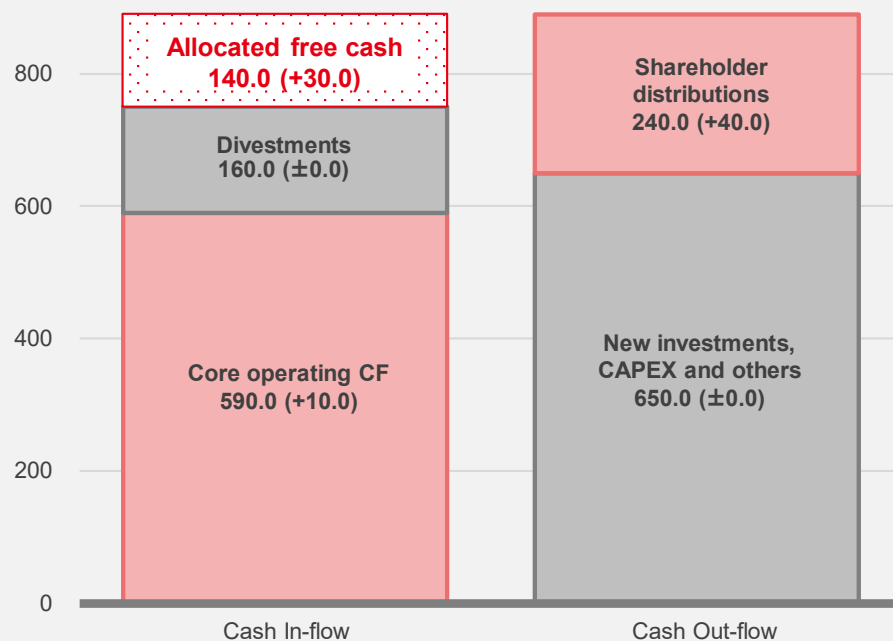 800
600
400
200
0
Allocated free cash
140.0 (+30.0)
Divestments
160.0 (±0.0)
Core operating CF
590.0 (+10.0)
Shareholder
distributions
240.0 (+40.0)
New investments,
CAPEX and others
650.0 (±0.0)
Cash In-flow
Cash Out-flow